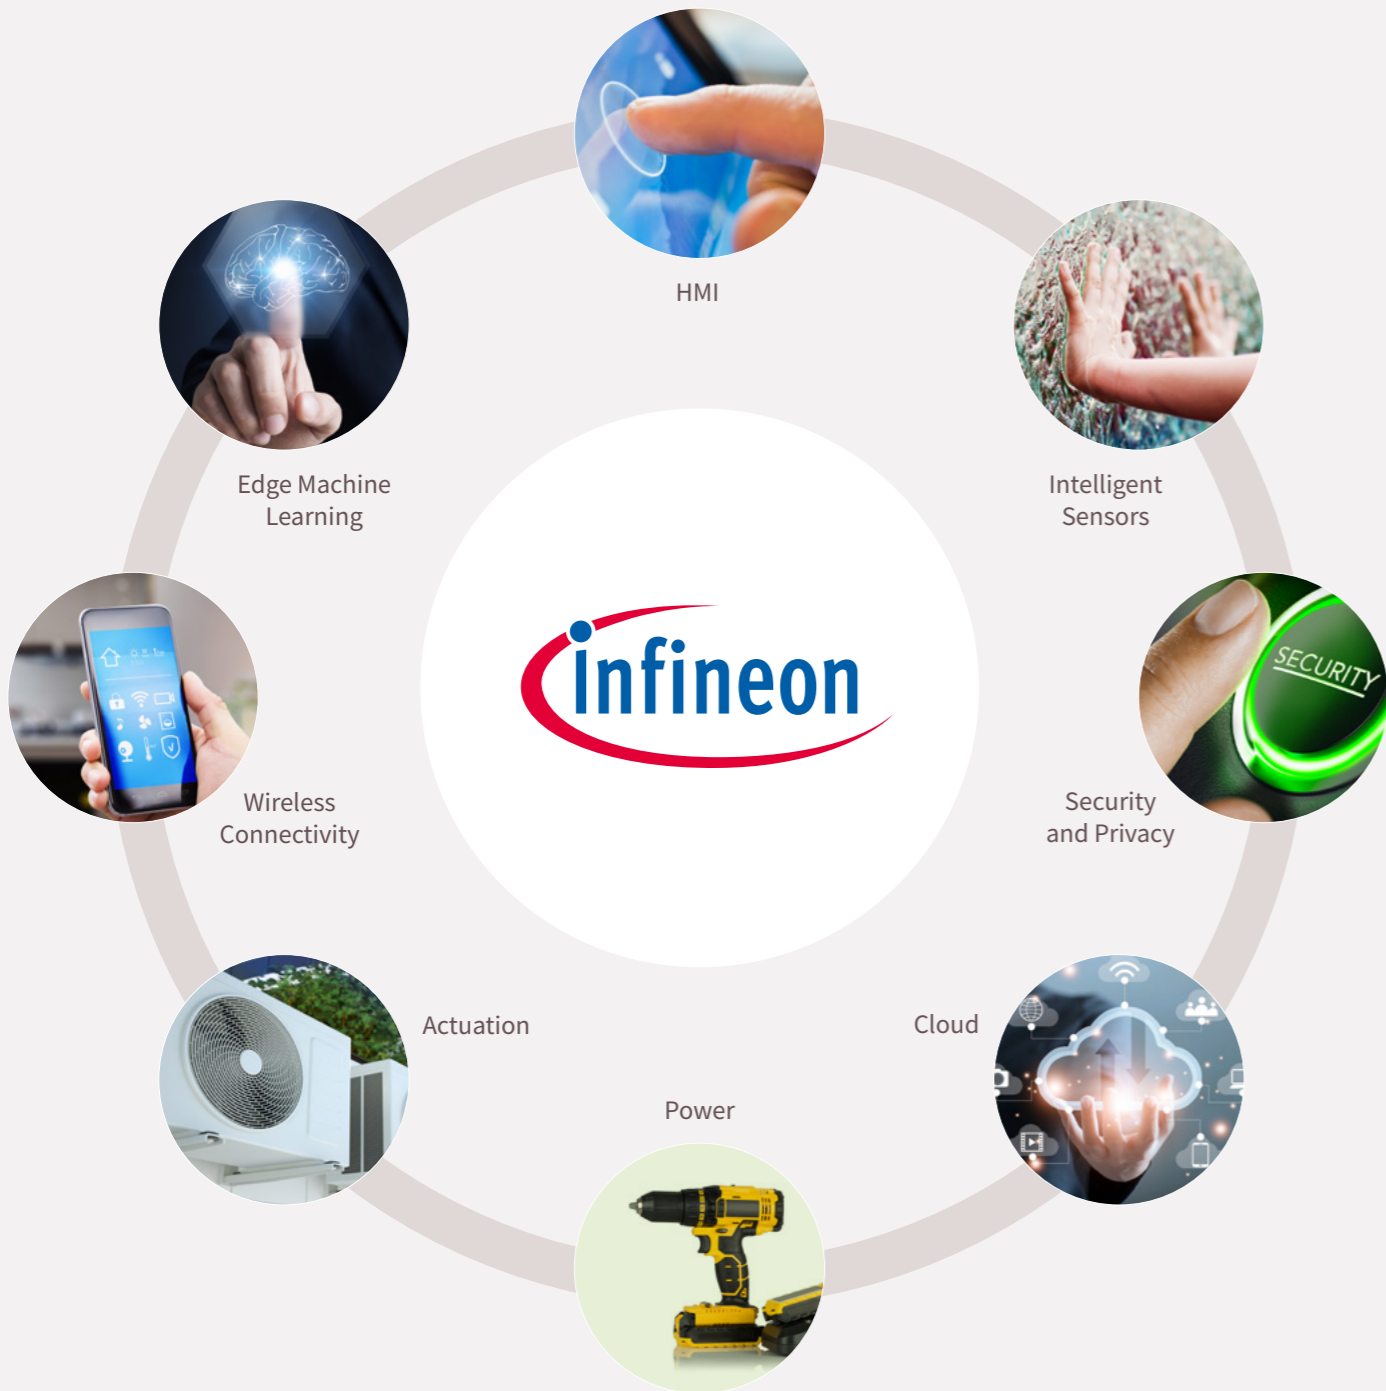 HMI
Edge Machine
Learning
Intelligent
Sensors
infineon
SECURITY
Wireless
Connectivity
Security
and Privacy
Actuation
Cloud
Power